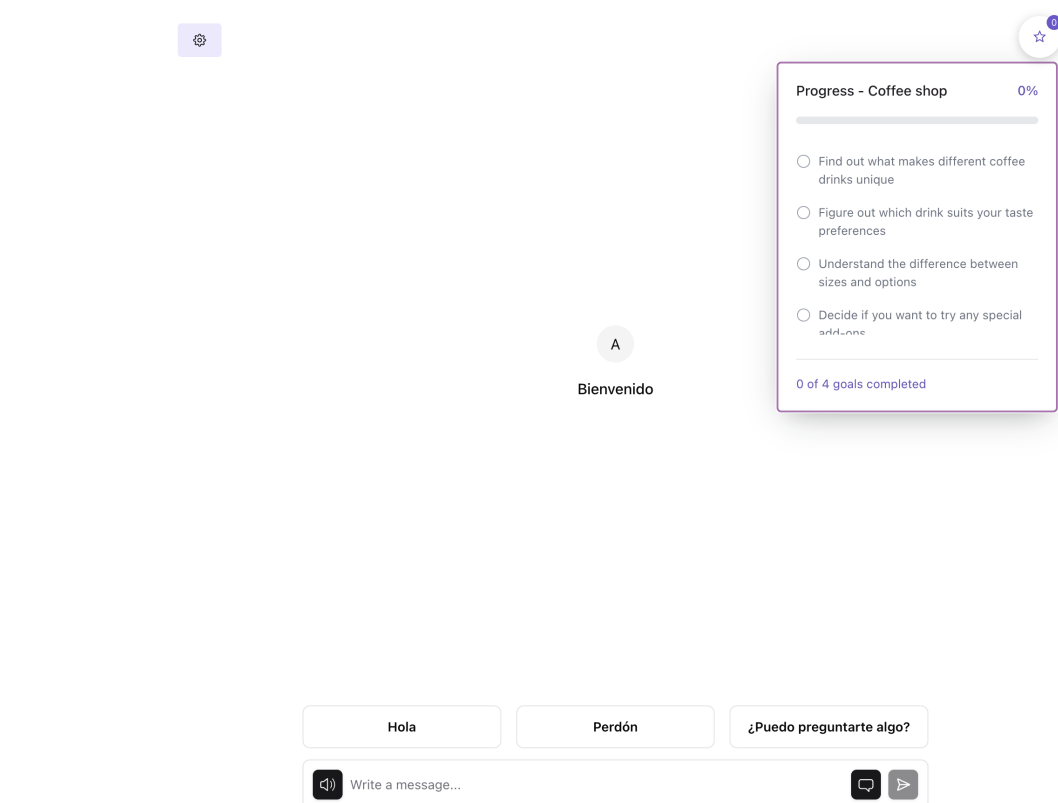 0
Progress - Coffee shop 0%
Find out what makes different coffee
drinks unique
Figure out which drink suits your taste
preferences
Understand the difference between
sizes and options
Decide if you want to try any special
add-ons
0 of 4 goals completed
A
Bienvenido
Hola Perdón ¿Puedo preguntarte algo?
Write a message...